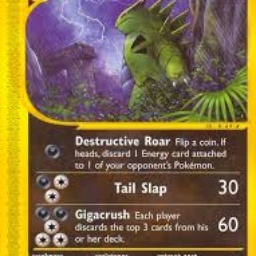 Destructive Roar Flip a coin. If
heads, discard 1 Energy card attached
to 1 of your opponent's Pokémon.
Tail Slap 30
Gigacrush Each player
discards the top 3 cards from his
or her deck. 60